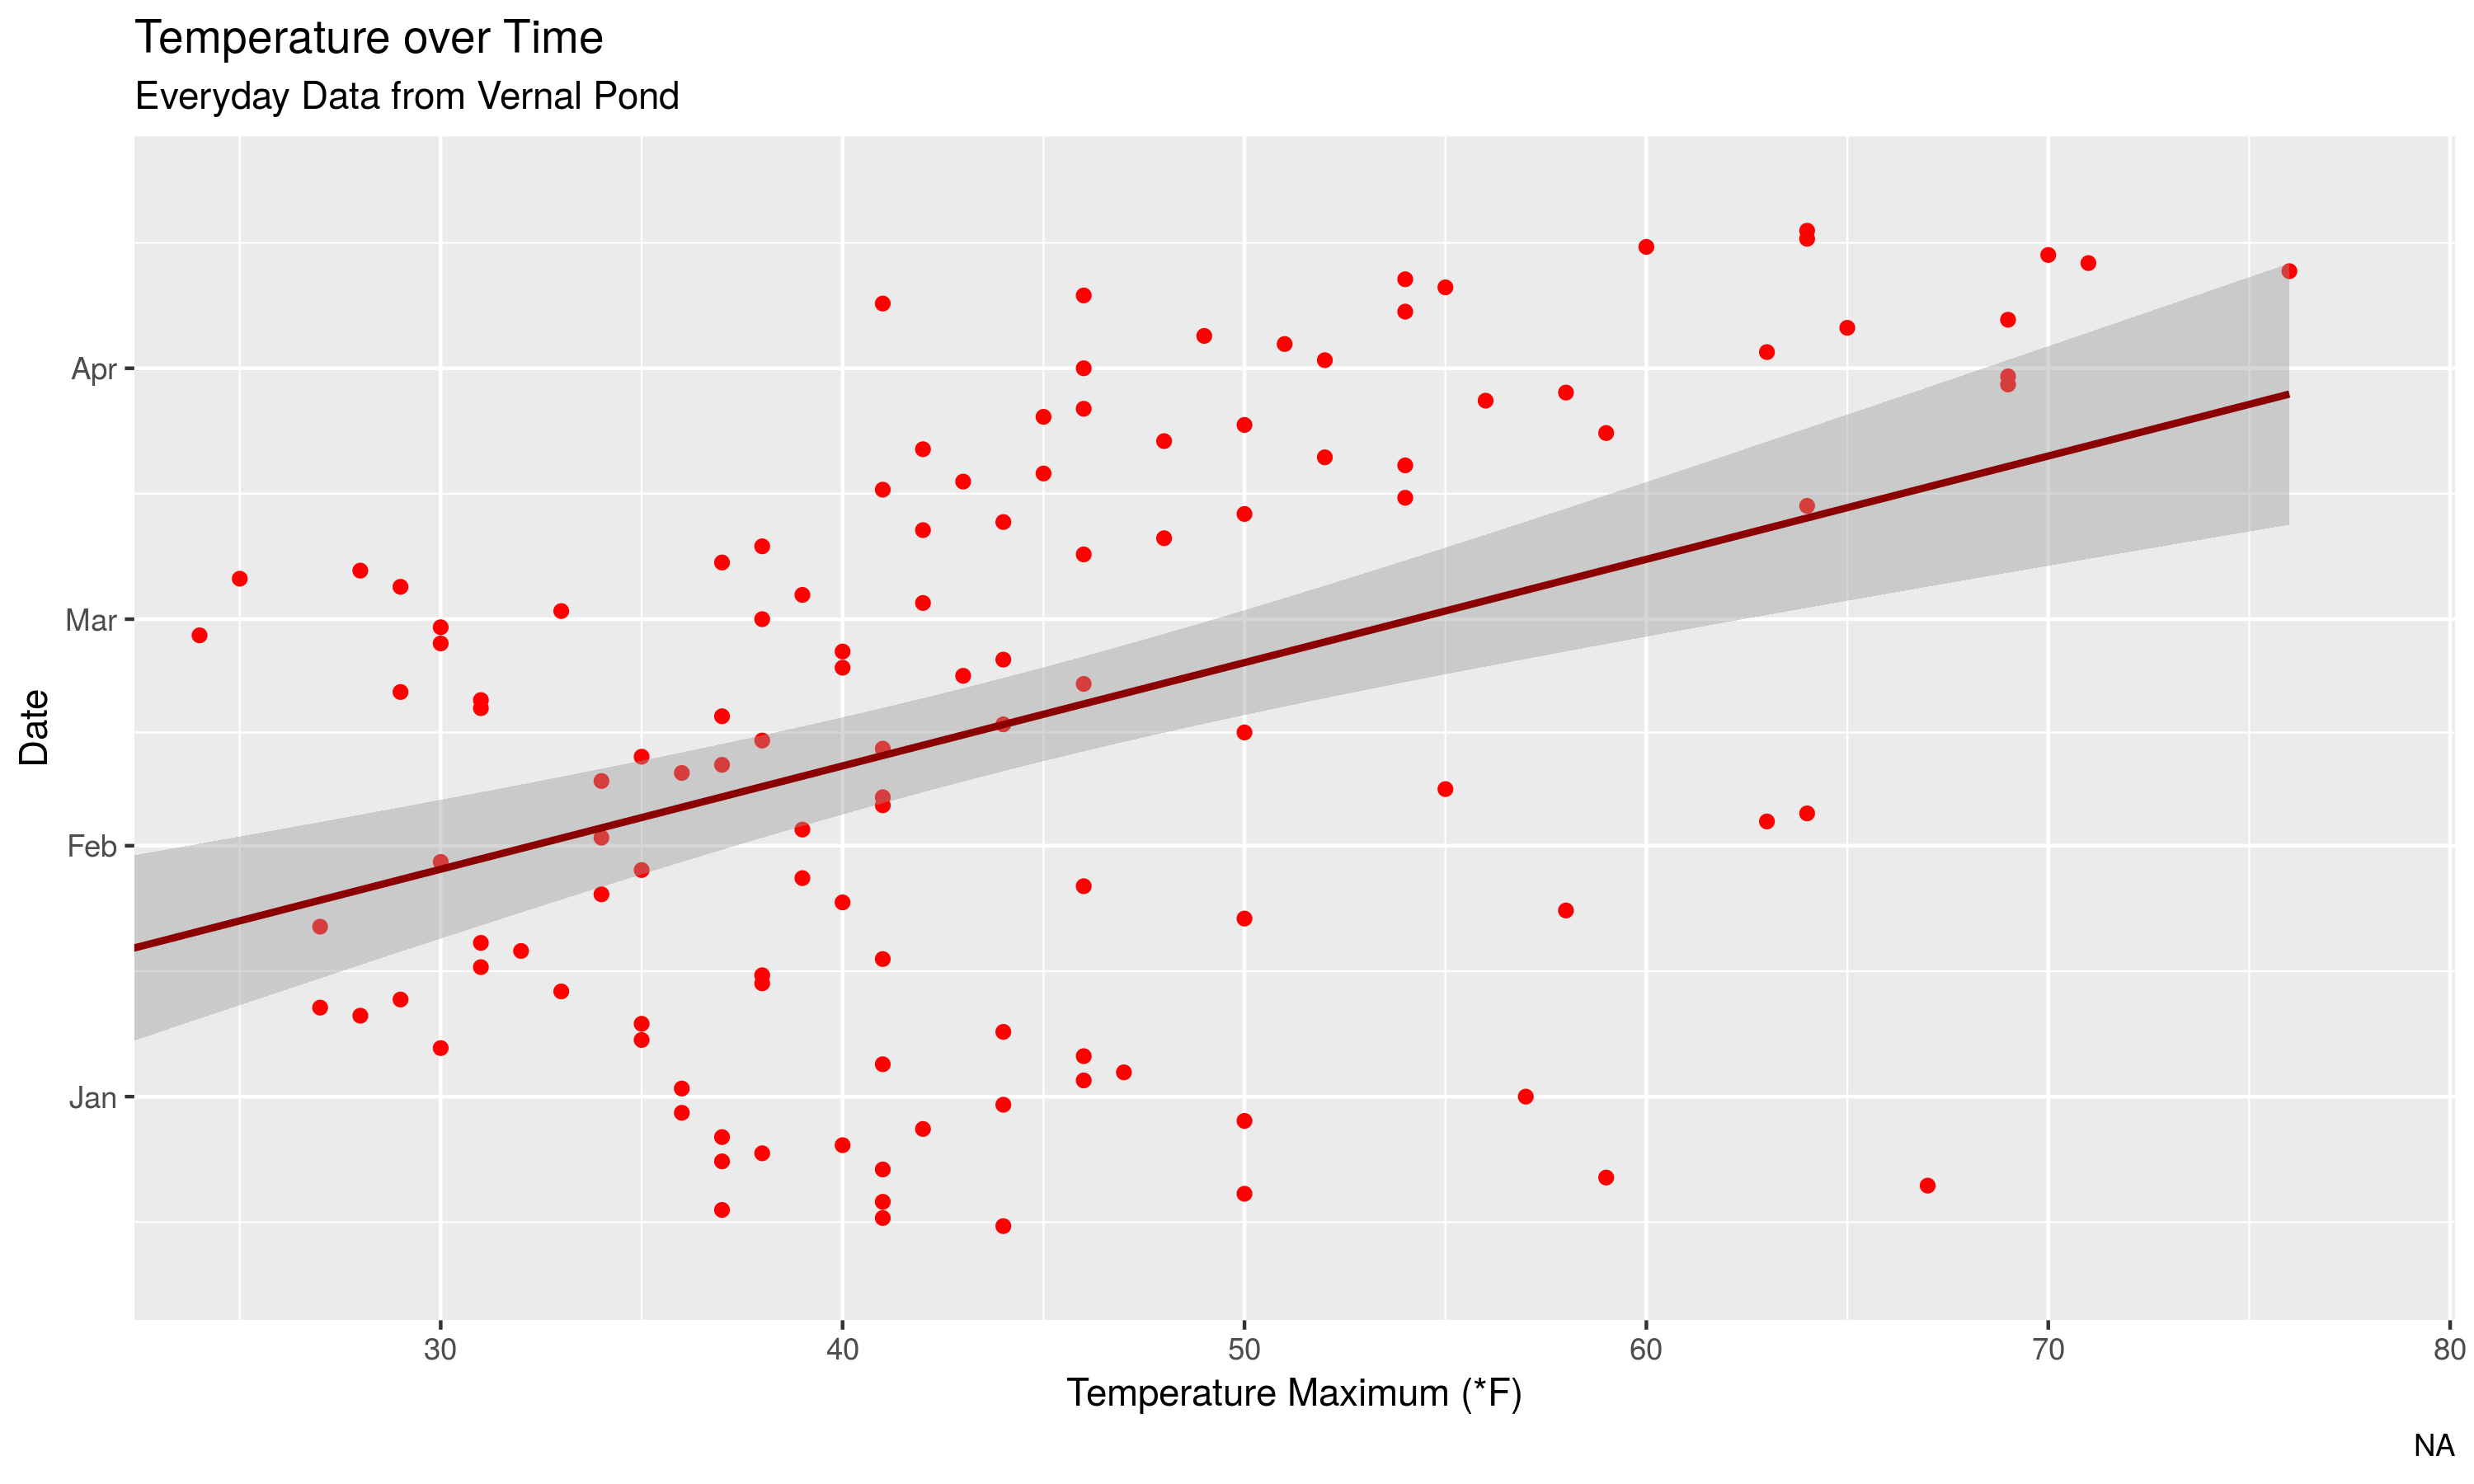 Temperature over Time
Everyday Data from Vernal Pond
Date
Apr
Mar
Feb
Jan
30 40 50 60 70 80
Temperature Maximum (*F)
NA